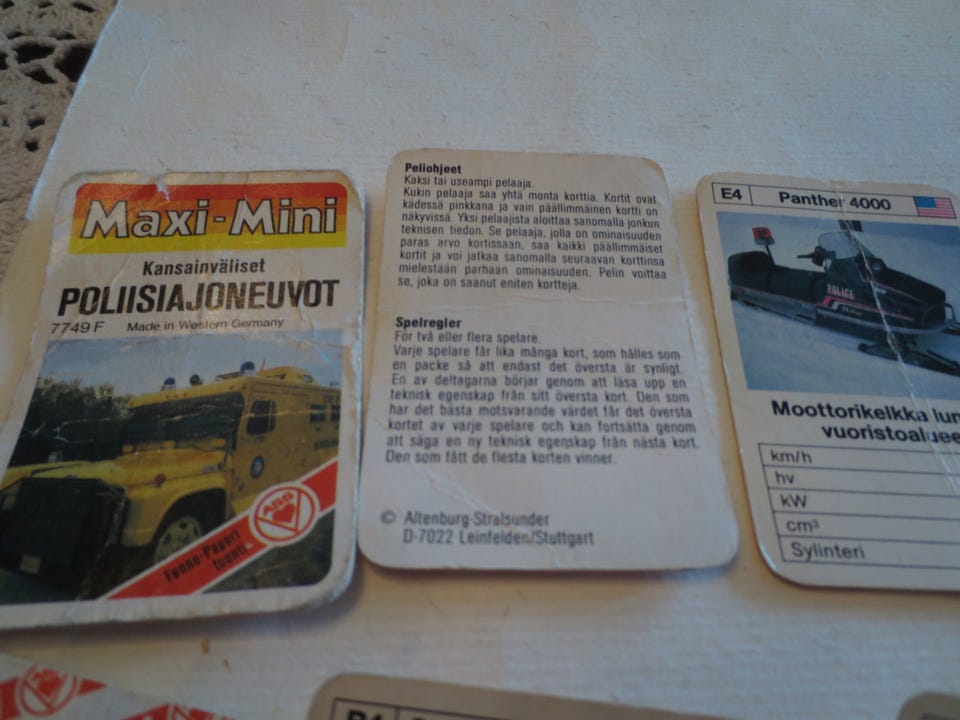 Maxi-Mini
Kansainväliset
POLIISIAJONEUVOT
7749 F Made in Western Germany
ASS
Fenno-Paperi
tuonti
Peliohjeet
Kaksi tai useampi pelaaja.
Kukin pelaaja saa yhtä monta korttia. Kortit ovat
kädessä pinkkana ja vain päällimmäinen kortti on
näkyvissä. Yksi pelaajista aloittaa sanomalla jonkun
teknisen tiedon. Se pelaaja, jolla on ominaisuuden
paras arvo kortissaan, saa kaikki päällimmäiset
kortit ja voi jatkaa sanomalla seuraavan korttinsa
mielestään parhaan ominaisuuden. Pelin voittaa
se, joka on saanut eniten kortteja.
Spelregler
För två eller flera spelare.
Varje spelare får lika många kort, som hålles som
en packe så att endast det översta är synligt.
En av deltagarna börjar genom att läsa upp en
teknisk egenskap från sitt översta kort. Den som
har det bästa motsvarande värdet får det översta
kortet av varje spelare och kan fortsätta genom
att säga en ny teknisk egenskap från nästa kort.
Den som fått de flesta korten vinner.
© Altenburg-Stralsunder
D-7022 Leinfelden/Stuttgart
E4 Panther 4000
POLICE
Moottorikelkka
vuoristoaluee
km/h
hv
kW
cm³
Sylinteri